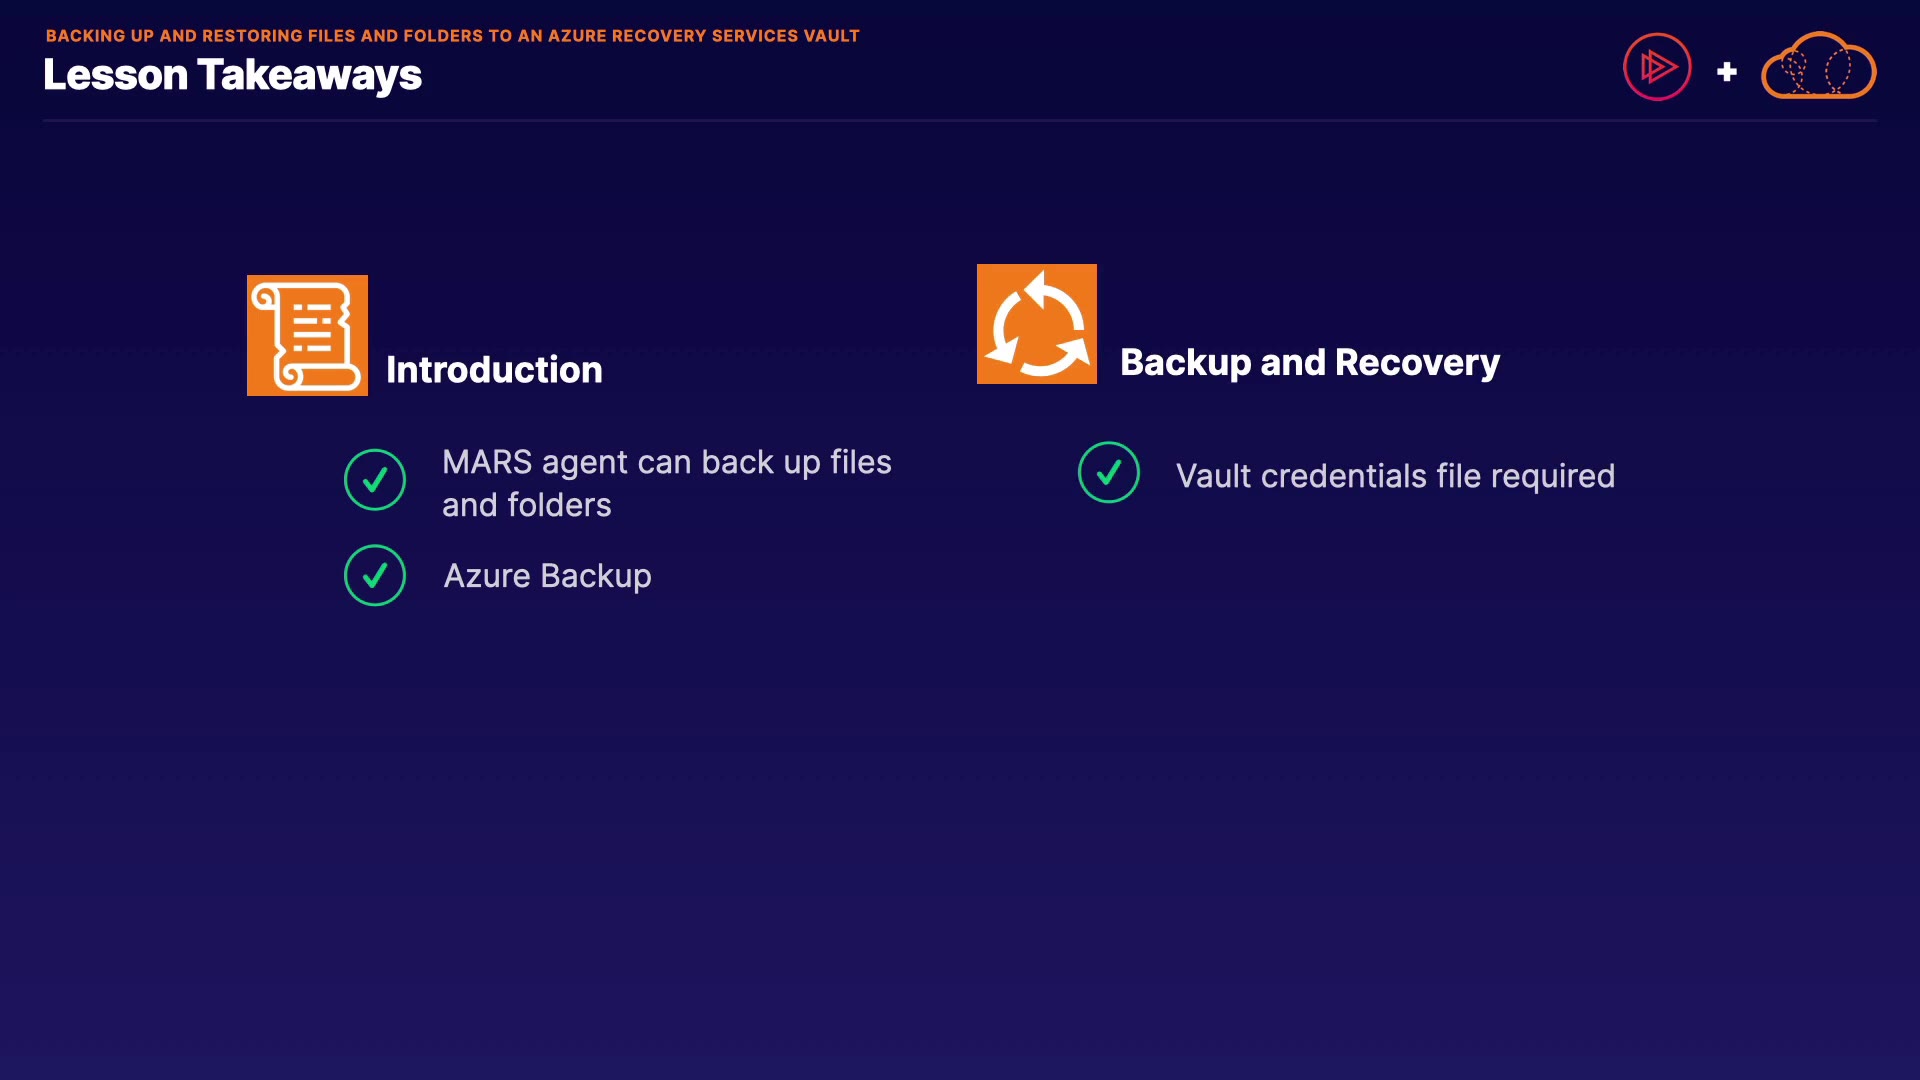 BACKING UP AND RESTORING FILES AND FOLDERS TO AN AZURE RECOVERY SERVICES VAULT
Lesson Takeaways
Introduction
MARS agent can back up files
and folders
Azure Backup
Backup and Recovery
Vault credentials file required